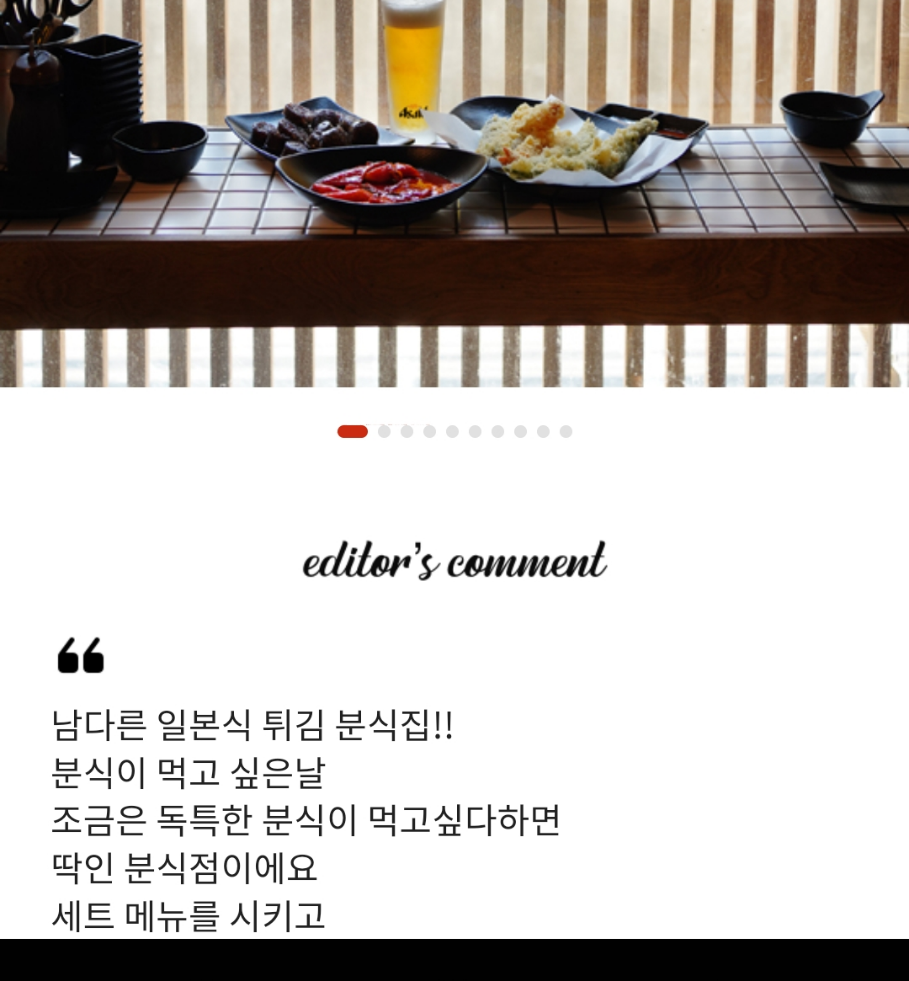 Asahi
editor's comment
남다른 일본식 튀김 분식집!!
분식이 먹고 싶은날
조금은 독특한 분식이 먹고싶다하면
딱인 분식점이에요
세트 메뉴를 시키고